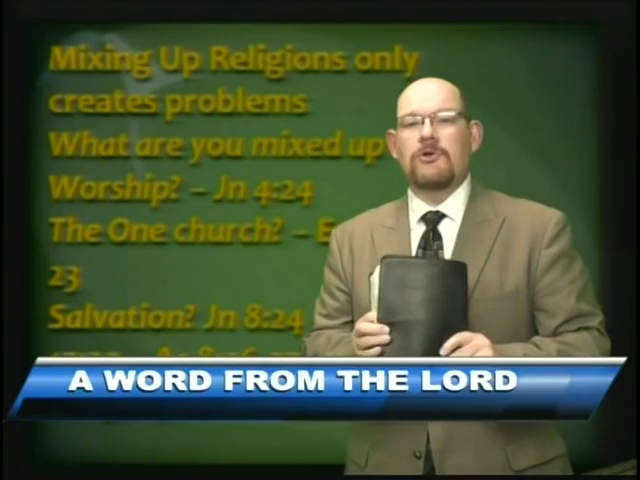 Mixing Up Religions only
creates problems
What are you mixed up
Worship? – Jn 4:24
The One church? – E
23
Salvation? Jn 8:24
A WORD FROM THE LORD